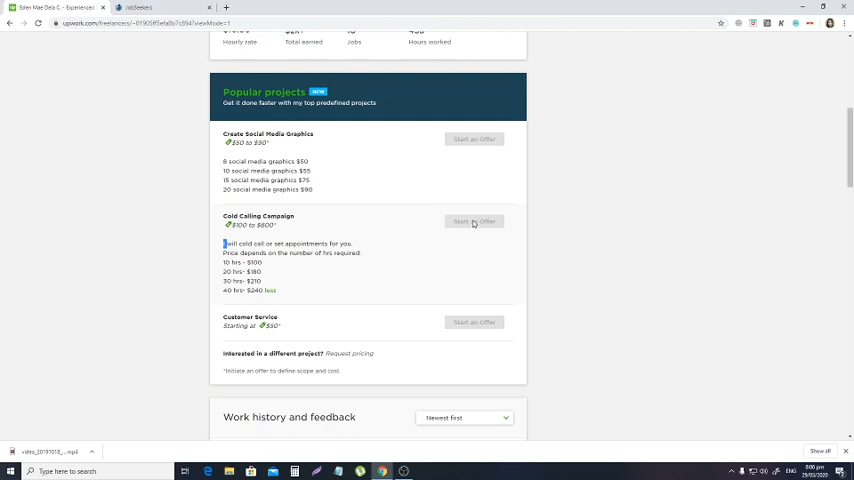 Eden Mae Dela C. - Experienced
JobSeekers
upwork.com/freelancers/~01905ff5efa8b7c894?viewMode=1
Hourly rate
Total earned
Jobs
Hours worked
Popular projects NEW
Get it done faster with my top predefined projects
Create Social Media Graphics
$50 to $90*
Start an Offer
8 social media graphics $50
10 social media graphics $55
15 social media graphics $75
20 social media graphics $90
Cold Calling Campaign
$100 to $600*
Start an Offer
I will cold call or set appointments for you.
Price depends on the number of hrs required.
10 hrs - $100
20 hrs- $180
30 hrs- $210
40 hrs- $240 less
Customer Service
Starting at $50*
Start an Offer
Interested in a different project? Request pricing
*Initiate an offer to define scope and cost
Work history and feedback
Newest first
video_20191018_...mp4
Show all
Type here to search
ENG
8:06 pm
29/03/2020